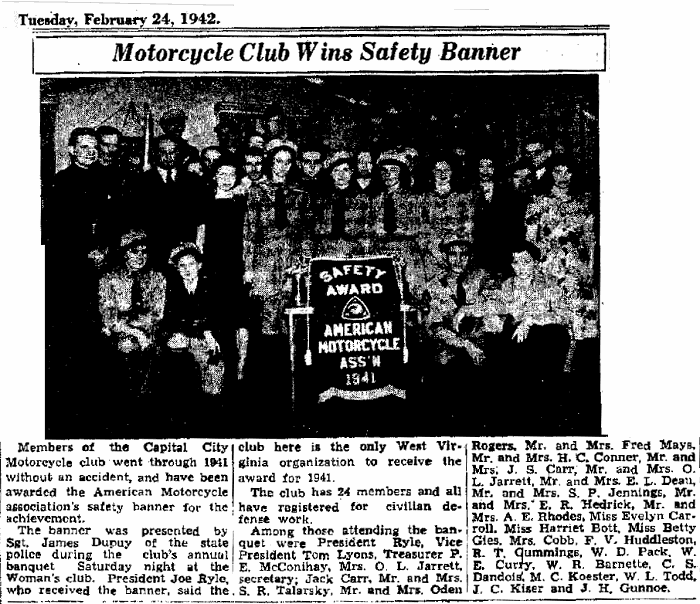 Tuesday, February 24, 1942.
Motorcycle Club Wins Safety Banner
SAFETY
AWARD
AMERICAN
MOTORCYCLE
ASS'N
1941
Members of the Capital City
Motorcycle club went through 1941
without an accident, and have been
awarded the American Motorcycle
association's safety banner for the
achievement.
The banner was presented by
Sgt. James Dupuy of the state
police during the club's annual
banquet Saturday night at the
Woman's club. President Joe Ryle,
who received the banner, said the
club here is the only West Vir-
ginia organization to receive the
award for 1941.
The club has 24 members and all
have registered for civilian de-
fense work.
Among those attending the ban-
quet were President Ryle, Vice
President Tom Lyons, Treasurer P.
E. McConihay, Mrs. O. L. Jarrett,
secretary; Jack Carr, Mr. and Mrs.
S. R. Talarsky, Mr. and Mrs. Oden
Rogers, Mr. and Mrs. Fred Mays,
Mr. and Mrs. H. C. Conner, Mr. and
Mrs. J. S. Carr, Mr. and Mrs. O.
L. Jarrett, Mr. and Mrs. E. L. Dean,
Mr. and Mrs. S. P. Jennings, Mr.
and Mrs. E. R. Hedrick, Mr. and
Mrs. A. E. Rhodes, Miss Evelyn Car-
roll, Miss Harriet Bott, Miss Betty
Gies, Mrs. Cobb, F. V. Huddleston,
R. T. Qummings, W. D. Pack, W.
E. Curry, W. R. Barnette, C. S.
Dandois, M. C. Koester, W. L. Todd,
J. C. Kiser and J. H. Gunnoe.